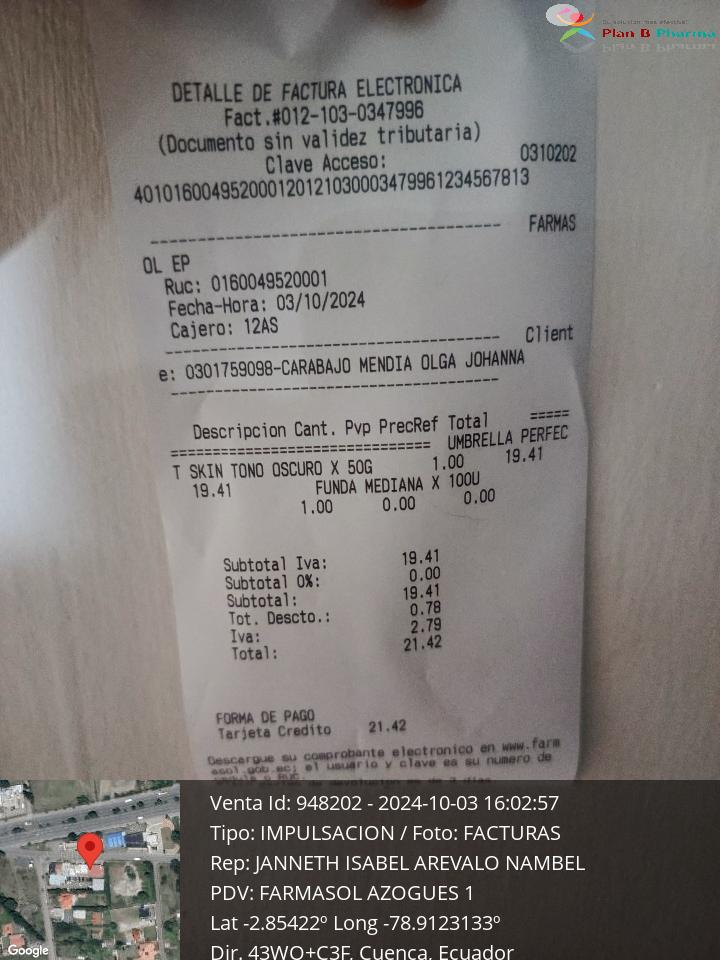 Su solucion mas efectiva!
Plan B Pharma
DETALLE DE FACTURA ELECTRONICA
Fact.#012-103-0347996
(Documento sin validez tributaria)
Clave Acceso: 0310202
401016004952000120121030003479961234567813
----------------------------------- FARMAS
OL EP
Ruc: 0160049520001
Fecha-Hora: 03/10/2024
Cajero: 12AS
----------------------------------- Client
e: 0301759098-CARABAJO MENDIA OLGA JOHANNA
-----------------------------------
Descripcion Cant. Pvp PrecRef Total =====
============================== UMBRELLA PERFEC
T SKIN TONO OSCURO X 50G 1.00 19.41
19.41 FUNDA MEDIANA X 100U
1.00 0.00 0.00
Subtotal Iva: 19.41
Subtotal 0%: 0.00
Subtotal: 19.41
Tot. Descto.: 0.78
Iva: 2.79
Total: 21.42
FORMA DE PAGO
Tarjeta Credito 21.42
Descargue su comprobante electronico en www.farm
asol.gob.ec; el usuario y clave es su numero de
Venta Id: 948202 - 2024-10-03 16:02:57
Tipo: IMPULSACION / Foto: FACTURAS
Rep: JANNETH ISABEL AREVALO NAMBEL
PDV: FARMASOL AZOGUES 1
Lat -2.85422º Long -78.9123133º
Dir. 43WQ+C3F, Cuenca, Ecuador
Google